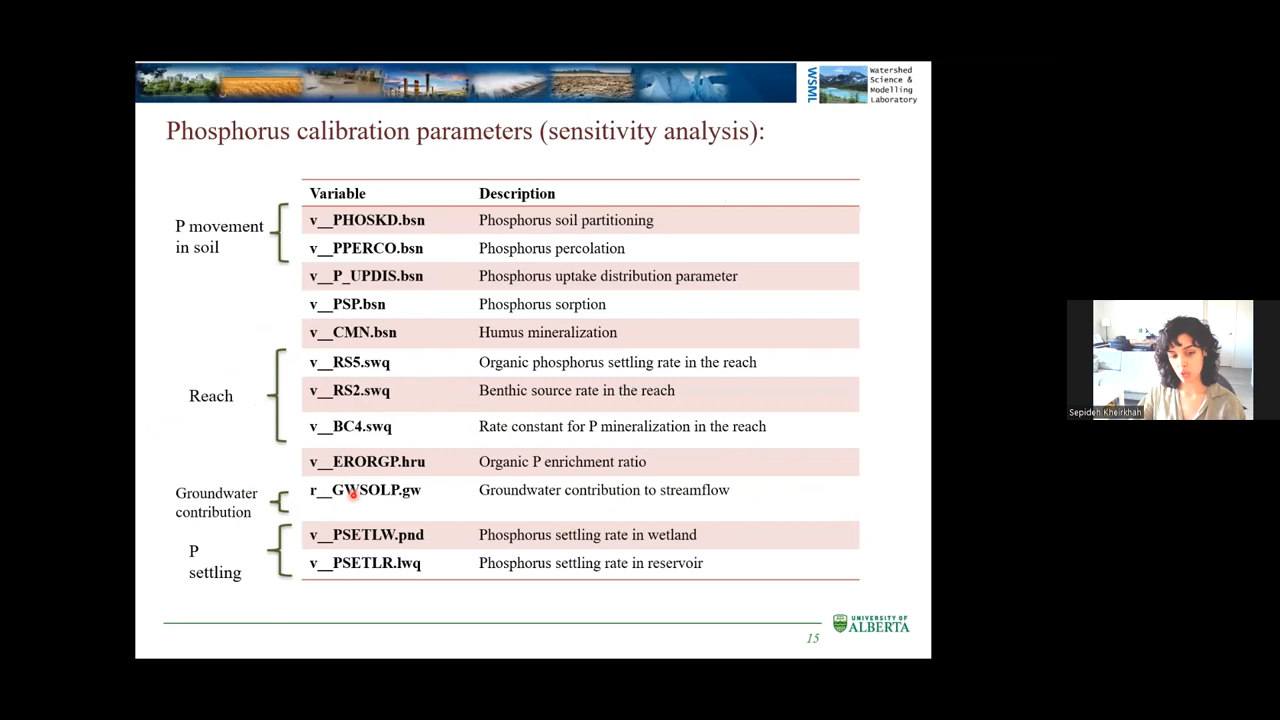 WSML
Watershed
Science &
Modelling
Laboratory
Phosphorus calibration parameters (sensitivity analysis):
Variable Description
P movement
in soil
v__PHOSKD.bsn Phosphorus soil partitioning
v__PPERCO.bsn Phosphorus percolation
v__P_UPDIS.bsn Phosphorus uptake distribution parameter
v__PSP.bsn Phosphorus sorption
v__CMN.bsn Humus mineralization
Reach
v__RS5.swq Organic phosphorus settling rate in the reach
v__RS2.swq Benthic source rate in the reach
v__BC4.swq Rate constant for P mineralization in the reach
v__ERORGP.hru Organic P enrichment ratio
Groundwater
contribution
r__GWSOLP.gw Groundwater contribution to streamflow
P
settling
v__PSETLW.pnd Phosphorus settling rate in wetland
v__PSETLR.lwq Phosphorus settling rate in reservoir
UNIVERSITY OF
ALBERTA
15
Sepideh Kheirkhah